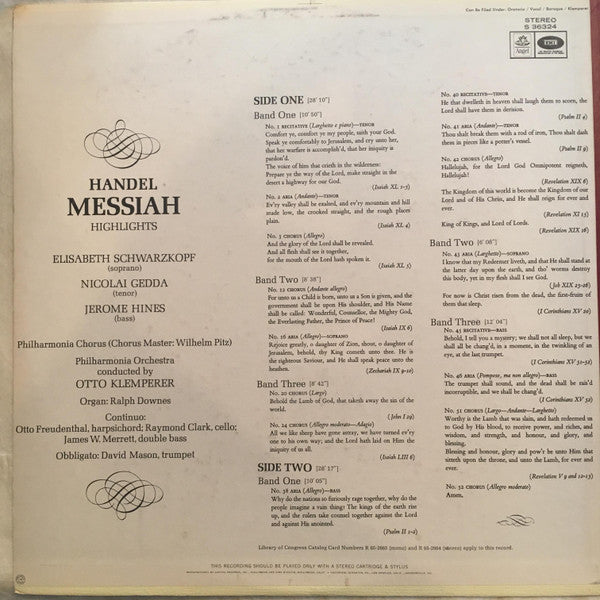 Can Be Filed Under: Oratorio / Vocal / Baroque / Klemperer
STEREO
S 36324
Angel
EMI
HANDEL
MESSIAH
HIGHLIGHTS
ELISABETH SCHWARZKOPF
(soprano)
NICOLAI GEDDA
(tenor)
JEROME HINES
(bass)
Philharmonia Chorus (Chorus Master: Wilhelm Pitz)
Philharmonia Orchestra
conducted by
OTTO KLEMPERER
Organ: Ralph Downes
Continuo:
Otto Freudenthal, harpsichord; Raymond Clark, cello;
James W. Merrett, double bass
Obbligato: David Mason, trumpet
SIDE ONE [28' 10"]
Band One [10' 50"]
No. 1 RECITATIVE (Larghetto e piano)—TENOR
Comfort ye, comfort ye my people, saith your God.
Speak ye comfortably to Jerusalem, and cry unto her,
that her warfare is accomplish'd, that her iniquity is
pardon'd.
The voice of him that crieth in the wilderness:
Prepare ye the way of the Lord, make straight in the
desert a highway for our God.
(Isaiah XL 1-3)
No. 2 ARIA (Andante)—TENOR
Ev'ry valley shall be exalted, and ev'ry mountain and hill
made low, the crooked straight, and the rough places
plain.
(Isaiah XL 4)
No. 3 CHORUS (Allegro)
And the glory of the Lord shall be revealed.
And all flesh shall see it together,
for the mouth of the Lord hath spoken it.
(Isaiah XL 5)
Band Two [8' 38"]
No. 12 CHORUS (Andante allegro)
For unto us a Child is born, unto us a Son is given, and the
government shall be upon His shoulder, and His Name
shall be called: Wonderful, Counsellor, the Mighty God,
the Everlasting Father, the Prince of Peace!
(Isaiah IX 6)
No. 16 ARIA (Allegro)—SOPRANO
Rejoice greatly, o daughter of Zion, shout, o daughter of
Jerusalem, behold, thy King cometh unto thee. He is
the righteous Saviour, and He shall speak peace unto the
heathen.
(Zechariah IX 9-10)
Band Three [8' 42"]
No. 20 CHORUS (Largo)
Behold the Lamb of God, that taketh away the sin of the
world.
(John I 29)
No. 24 CHORUS (Allegro moderato—Adagio)
All we like sheep have gone astray, we have turned ev'ry
one to his own way; and the Lord hath laid on Him the
iniquity of us all.
(Isaiah LIII 6)
SIDE TWO [28' 17"]
Band One [10' 05"]
No. 38 ARIA (Allegro)—BASS
Why do the nations so furiously rage together, why do the
people imagine a vain thing? The kings of the earth rise
up, and the rulers take counsel together against the Lord
and against His anointed.
(Psalm II 1-2)
No. 40 RECITATIVE—TENOR
He that dwelleth in heaven shall laugh them to scorn, the
Lord shall have them in derision.
(Psalm II 4)
No. 41 ARIA (Andante)—TENOR
Thou shalt break them with a rod of iron, Thou shalt dash
them in pieces like a potter's vessel.
(Psalm II 9)
No. 42 CHORUS (Allegro)
Hallelujah, for the Lord God Omnipotent reigneth,
Hallelujah!
(Revelation XIX 6)
The Kingdom of this world is become the Kingdom of our
Lord and of His Christ, and He shall reign for ever and
ever.
(Revelation XI 15)
King of Kings, and Lord of Lords.
(Revelation XIX 16)
Band Two [6' 08"]
No. 43 ARIA (Larghetto)—SOPRANO
I know that my Redeemer liveth, and that He shall stand at
the latter day upon the earth, and tho' worms destroy
this body, yet in my flesh shall I see God.
(Job XIX 25-26)
For now is Christ risen from the dead, the first-fruits of
them that sleep.
(I Corinthians XV 20)
Band Three [12' 04"]
No. 45 RECITATIVE—BASS
Behold, I tell you a mystery; we shall not all sleep, but we
shall all be chang'd, in a moment, in the twinkling of an
eye, at the last trumpet.
(I Corinthians XV 51-52)
No. 46 ARIA (Pomposo, ma non allegro)—BASS
The trumpet shall sound, and the dead shall be rais'd
incorruptible, and we shall be chang'd.
(I Corinthians XV 52)
No. 51 CHORUS (Largo—Andante—Larghetto)
Worthy is the Lamb that was slain, and hath redeemed us
to God by His blood, to receive power, and riches, and
wisdom, and strength, and honour, and glory, and
blessing.
Blessing and honour, glory and pow'r be unto Him that
sitteth upon the throne, and unto the Lamb, for ever and
ever.
(Revelation V 9 and 12-13)
No. 52 CHORUS (Allegro moderato)
Amen.
Library of Congress Catalog Card Numbers R 65-2663 (mono) and R 65-2664 (stereo) apply to this record.
THIS RECORDING SHOULD BE PLAYED ONLY WITH A STEREO CARTRIDGE & STYLUS